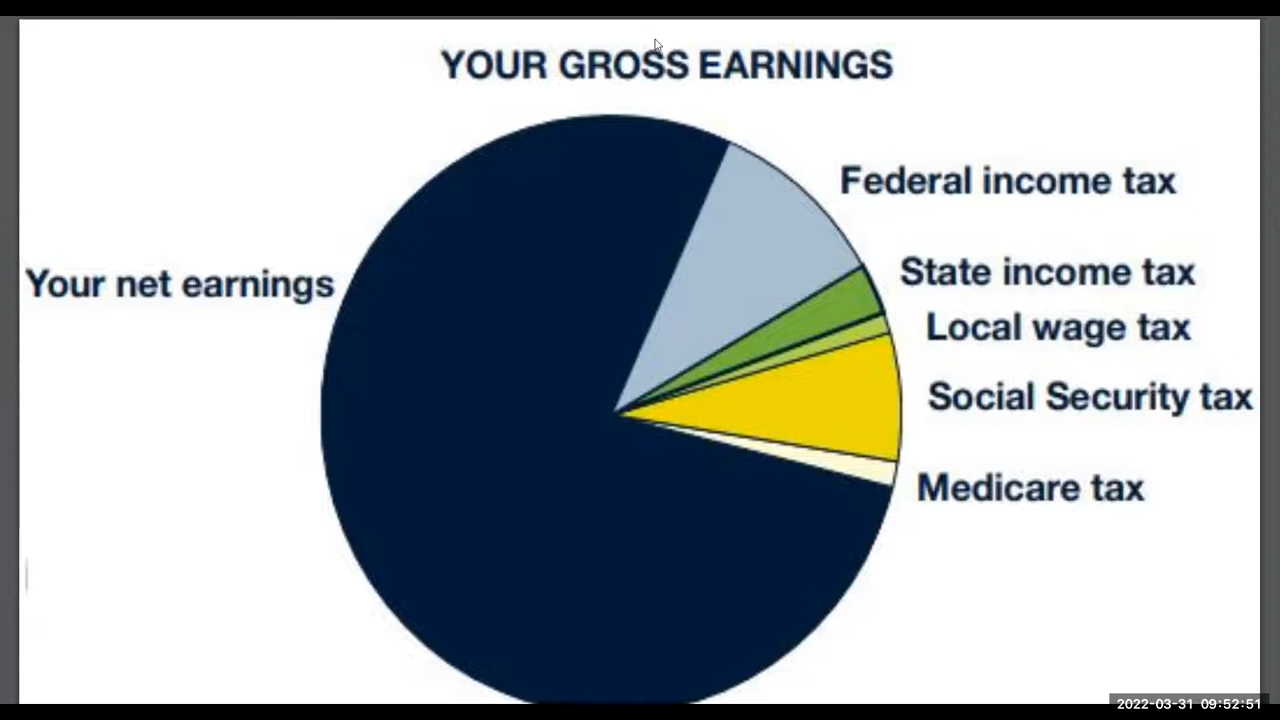 YOUR GROSS EARNINGS
Federal income tax
State income tax
Your net earnings
Local wage tax
Social Security tax
Medicare tax
2022-03-31 09:52:51